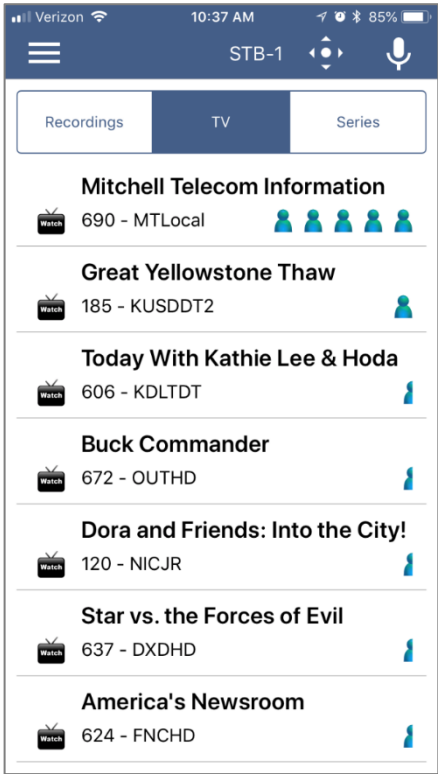 Verizon 10:37 AM 85%
STB-1
Recordings TV Series
Mitchell Telecom Information
Watch 690 - MTLocal
Great Yellowstone Thaw
Watch 185 - KUSDDT2
Today With Kathie Lee & Hoda
Watch 606 - KDLTDT
Buck Commander
Watch 672 - OUTHD
Dora and Friends: Into the City!
Watch 120 - NICJR
Star vs. the Forces of Evil
Watch 637 - DXDHD
America's Newsroom
Watch 624 - FNCHD